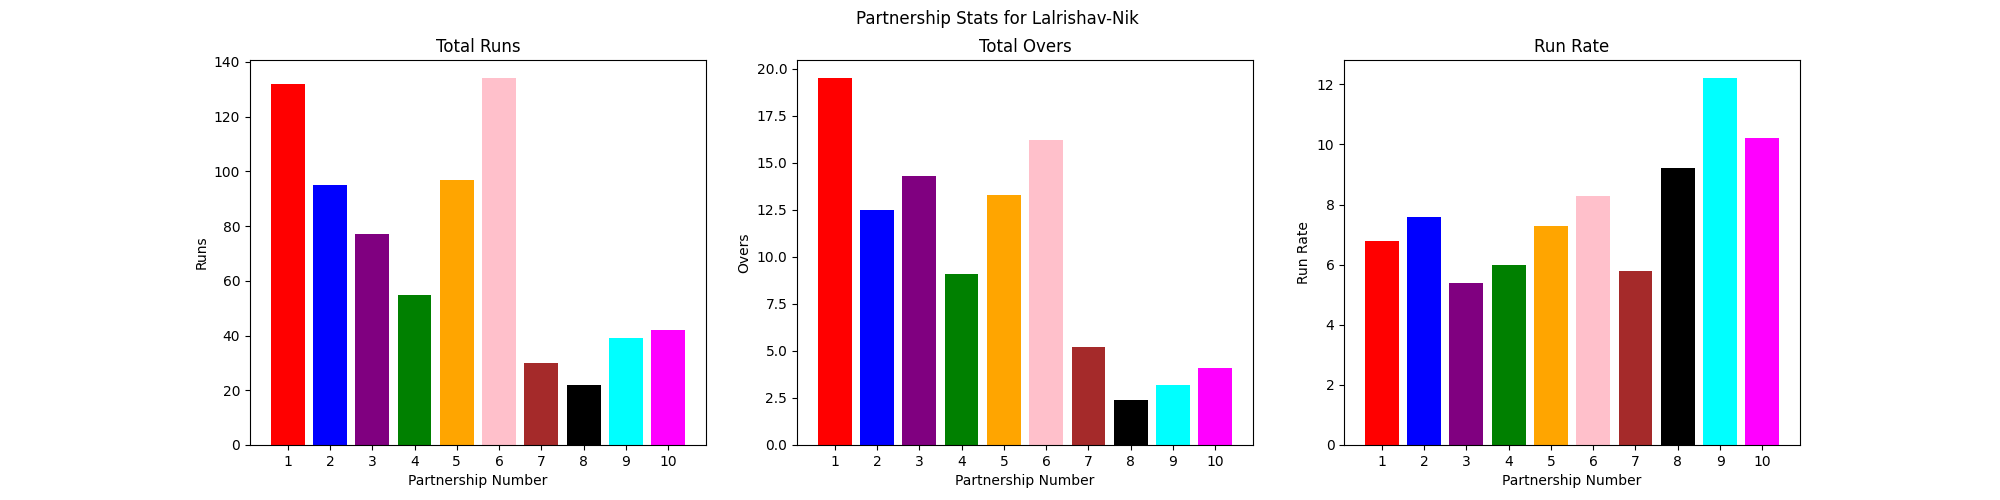 Partnership Stats for Lalrishav-Nik
Total Runs
140
120
100
80
60
40
20
0
Runs
1 2 3 4 5 6 7 8 9 10
Partnership Number
Total Overs
20.0
17.5
15.0
12.5
10.0
7.5
5.0
2.5
0.0
Overs
1 2 3 4 5 6 7 8 9 10
Partnership Number
Run Rate
12
10
8
6
4
2
0
Run Rate
1 2 3 4 5 6 7 8 9 10
Partnership Number